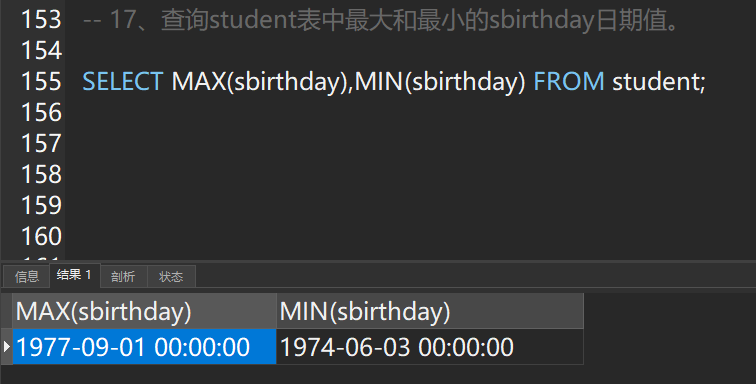 153 -- 17、查询student表中最大和最小的sbirthday日期值。
154
155 SELECT MAX(sbirthday),MIN(sbirthday) FROM student;
156
157
158
159
160
信息 结果 1 剖析 状态
MAX(sbirthday) MIN(sbirthday)
1977-09-01 00:00:00 1974-06-03 00:00:00